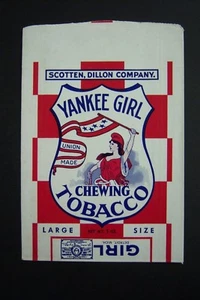 SCOTTEN, DILLON COMPANY.
YANKEE GIRL
UNION
MADE
CHEWING
TOBACCO
LARGE SIZE
GIRL